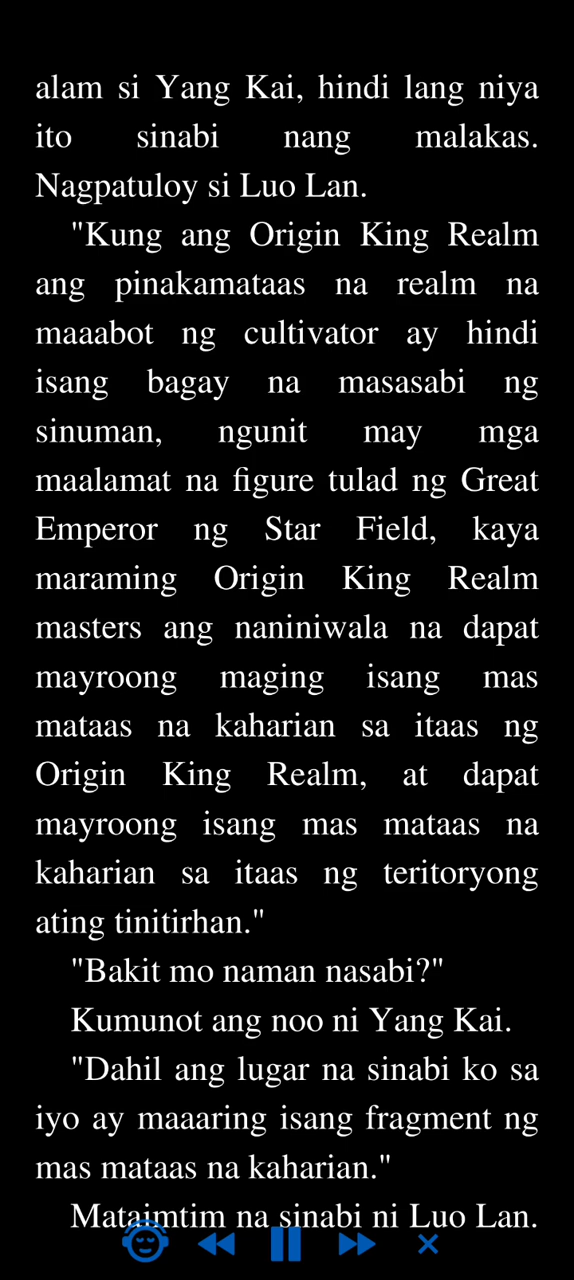 alam si Yang Kai, hindi lang niya
ito sinabi nang malakas.
Nagpatuloy si Luo Lan.
"Kung ang Origin King Realm
ang pinakamataas na realm na
maaabot ng cultivator ay hindi
isang bagay na masasabi ng
sinuman, ngunit may mga
maalamat na figure tulad ng Great
Emperor ng Star Field, kaya
maraming Origin King Realm
masters ang naniniwala na dapat
mayroong maging isang mas
mataas na kaharian sa itaas ng
Origin King Realm, at dapat
mayroong isang mas mataas na
kaharian sa itaas ng teritoryong
ating tinitirhan."
"Bakit mo naman nasabi?"
Kumunot ang noo ni Yang Kai.
"Dahil ang lugar na sinabi ko sa
iyo ay maaaring isang fragment ng
mas mataas na kaharian."
Mataimtim na sinabi ni Luo Lan.